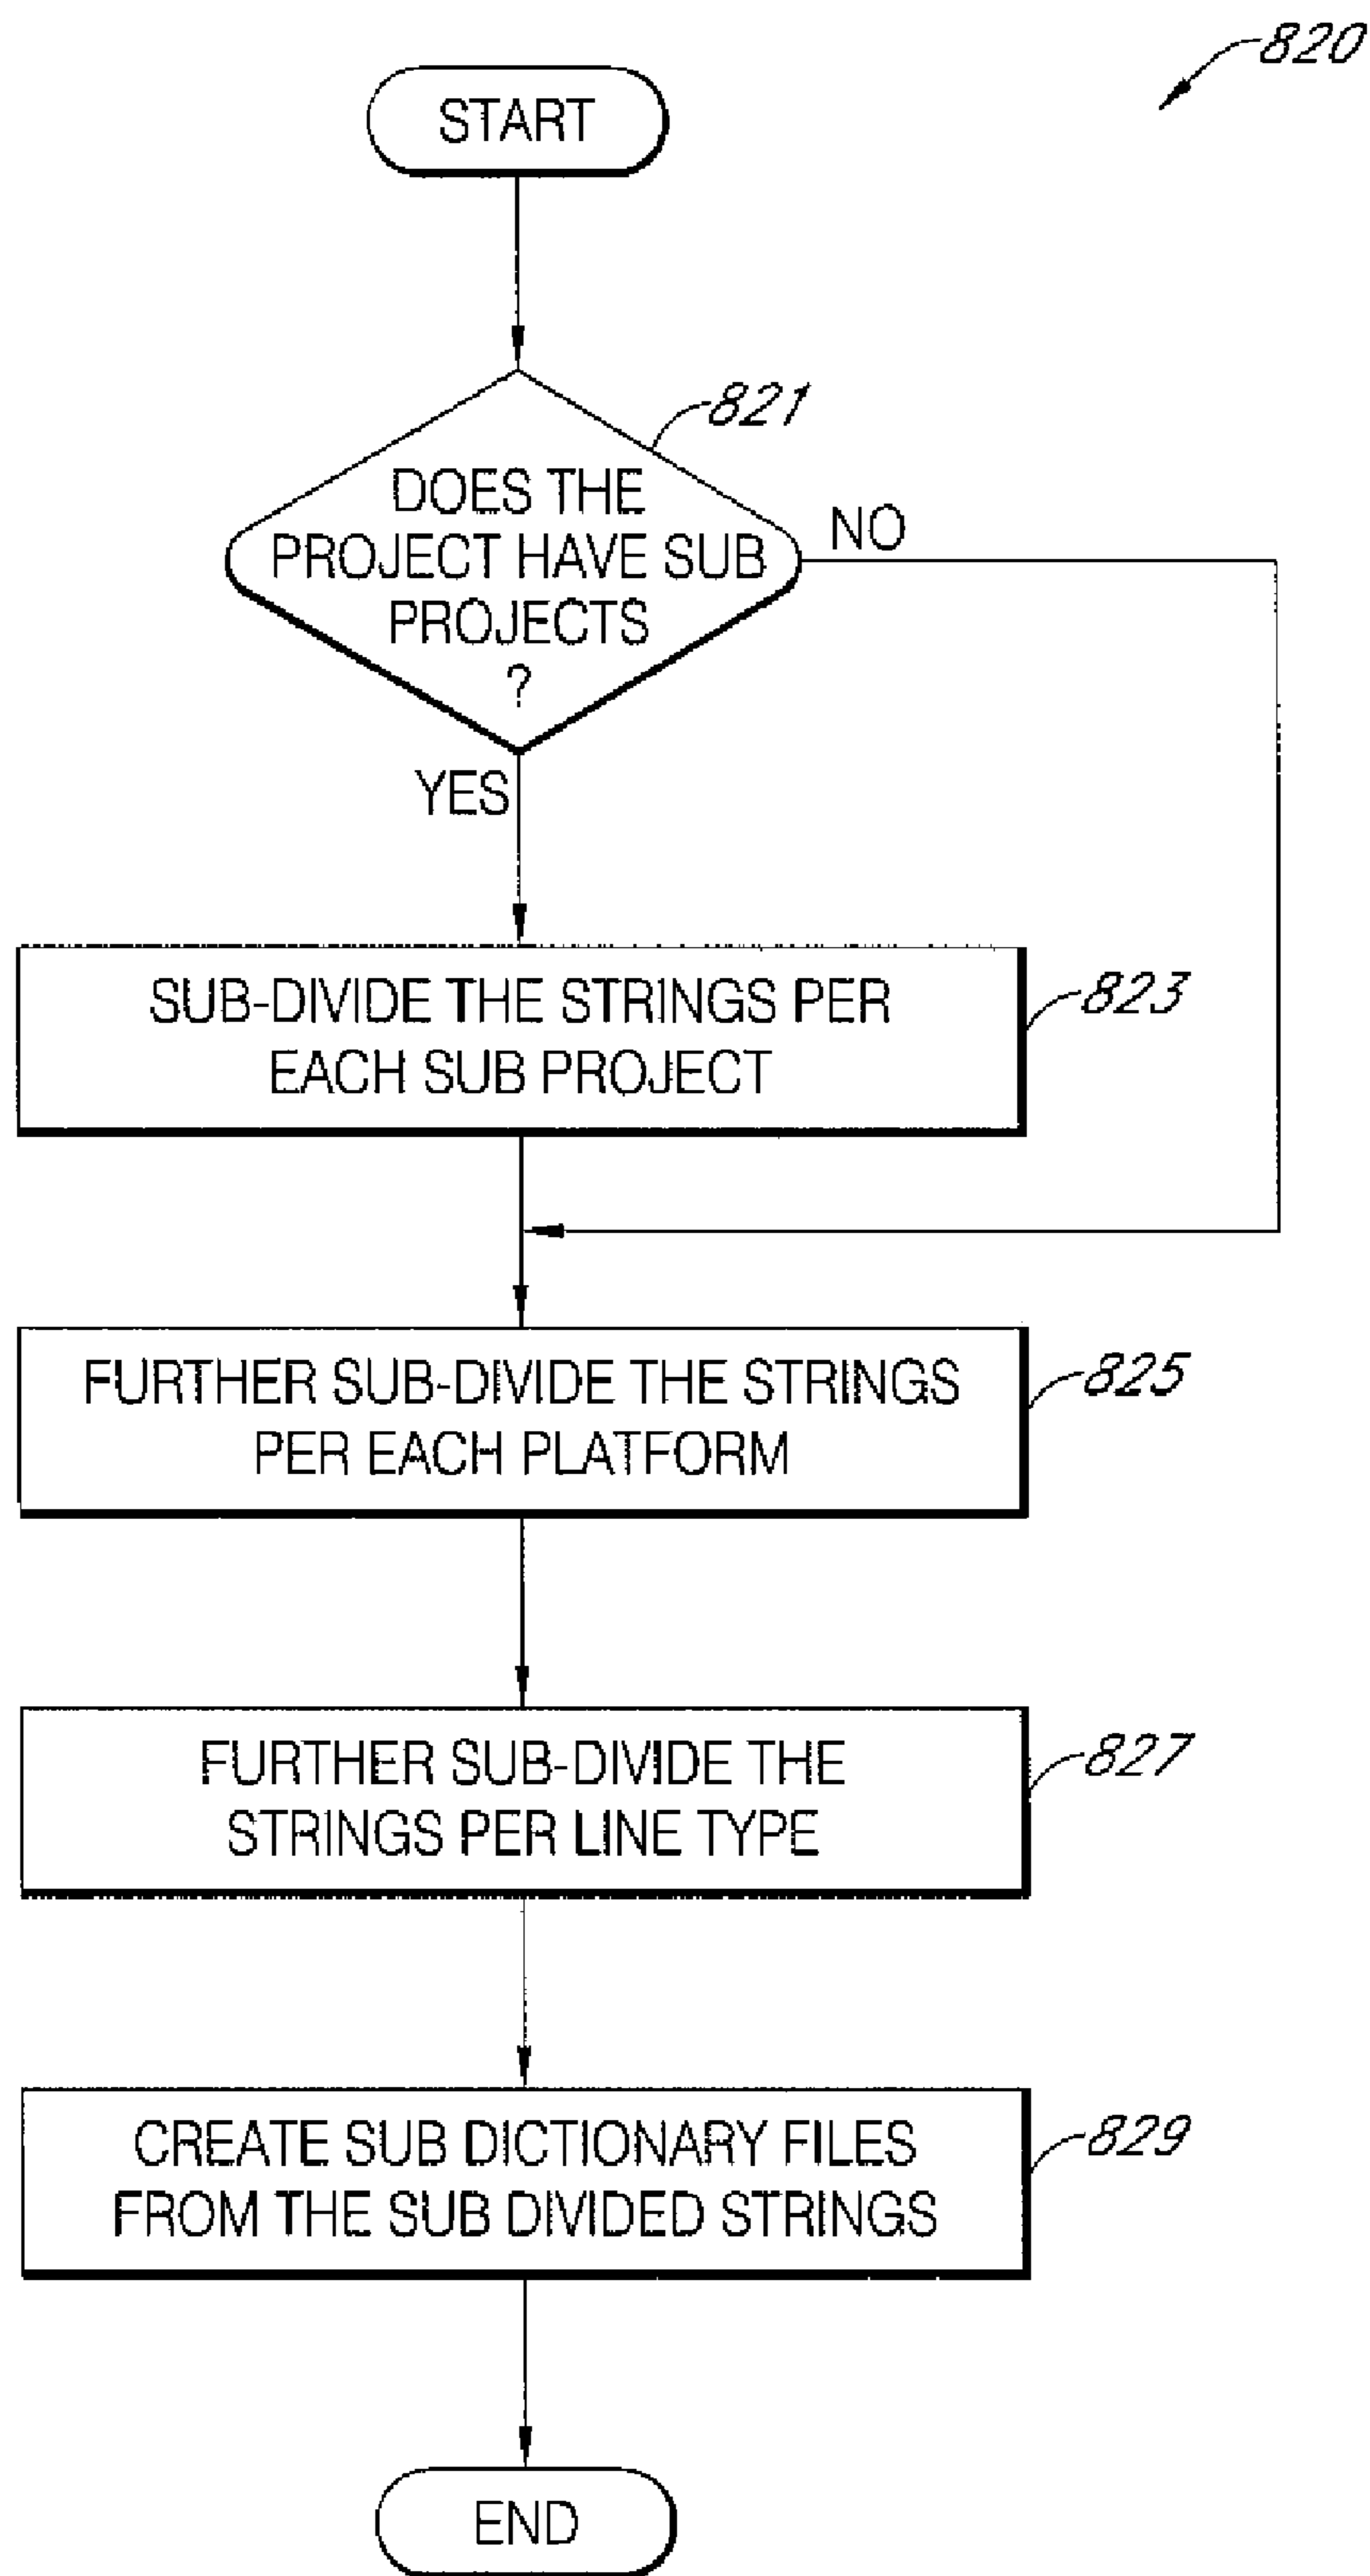 820
START
821
DOES THE
PROJECT HAVE SUB
PROJECTS
?
NO
YES
SUB-DIVIDE THE STRINGS PER
EACH SUB PROJECT
823
FURTHER SUB-DIVIDE THE STRINGS
PER EACH PLATFORM
825
FURTHER SUB-DIVIDE THE
STRINGS PER LINE TYPE
827
CREATE SUB DICTIONARY FILES
FROM THE SUB DIVIDED STRINGS
829
END